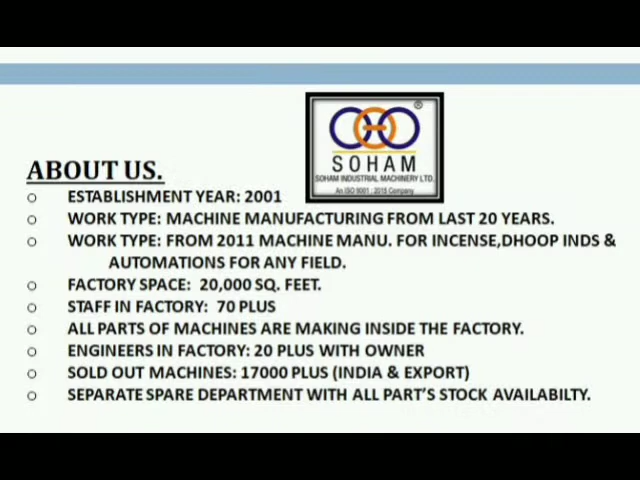 ®
SOHAM
SOHAM INDUSTRIAL MACHINERY LTD.
An ISO 9001 : 2015 Company
ABOUT US.
○ ESTABLISHMENT YEAR: 2001
○ WORK TYPE: MACHINE MANUFACTURING FROM LAST 20 YEARS.
○ WORK TYPE: FROM 2011 MACHINE MANU. FOR INCENSE,DHOOP INDS &
AUTOMATIONS FOR ANY FIELD.
○ FACTORY SPACE: 20,000 SQ. FEET.
○ STAFF IN FACTORY: 70 PLUS
○ ALL PARTS OF MACHINES ARE MAKING INSIDE THE FACTORY.
○ ENGINEERS IN FACTORY: 20 PLUS WITH OWNER
○ SOLD OUT MACHINES: 17000 PLUS (INDIA & EXPORT)
○ SEPARATE SPARE DEPARTMENT WITH ALL PART’S STOCK AVAILABILTY.